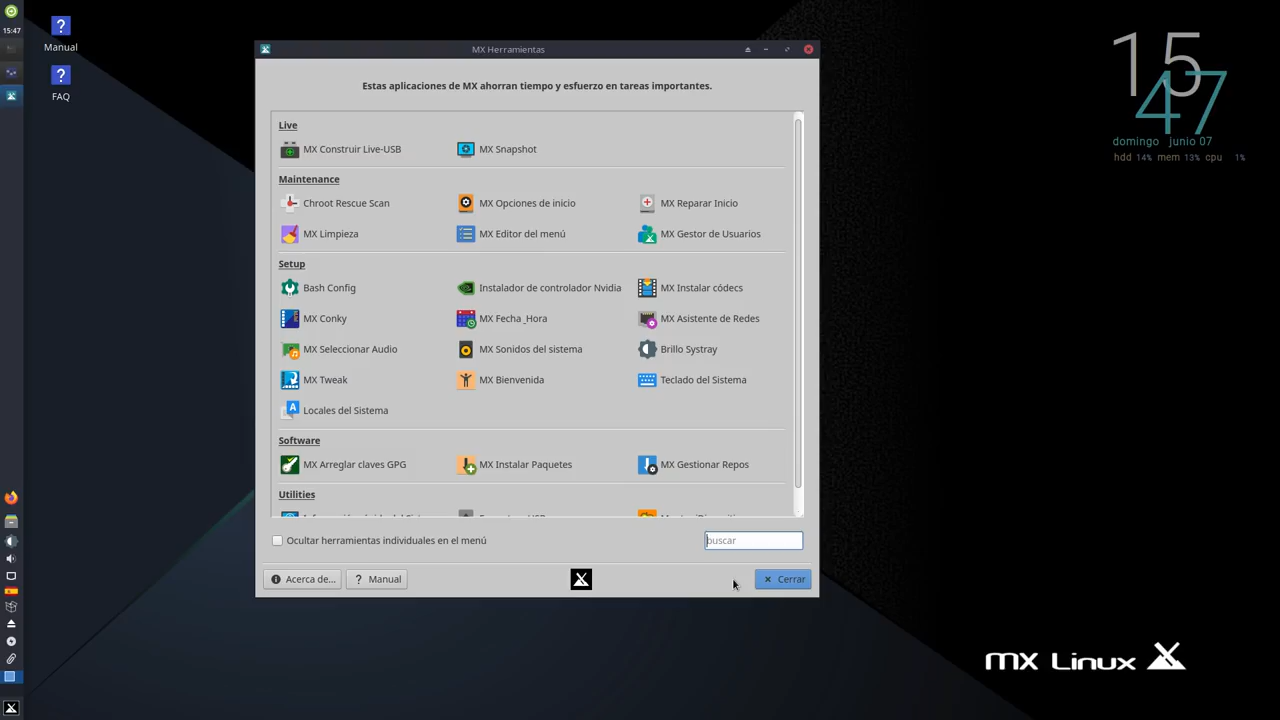 15:47
Manual
FAQ
MX Herramientas
Estas aplicaciones de MX ahorran tiempo y esfuerzo en tareas importantes.
Live
MX Construir Live-USB
MX Snapshot
Maintenance
Chroot Rescue Scan
MX Opciones de inicio
MX Reparar Inicio
MX Limpieza
MX Editor del menú
MX Gestor de Usuarios
Setup
Bash Config
Instalador de controlador Nvidia
MX Instalar códecs
MX Conky
MX Fecha_Hora
MX Asistente de Redes
MX Seleccionar Audio
MX Sonidos del sistema
Brillo Systray
MX Tweak
MX Bienvenida
Teclado del Sistema
Locales del Sistema
Software
MX Arreglar claves GPG
MX Instalar Paquetes
MX Gestionar Repos
Utilities
Ocultar herramientas individuales en el menú
buscar
Acerca de...
? Manual
Cerrar
15
47
domingo junio 07
hdd 14% mem 13% cpu 1%
MX Linux